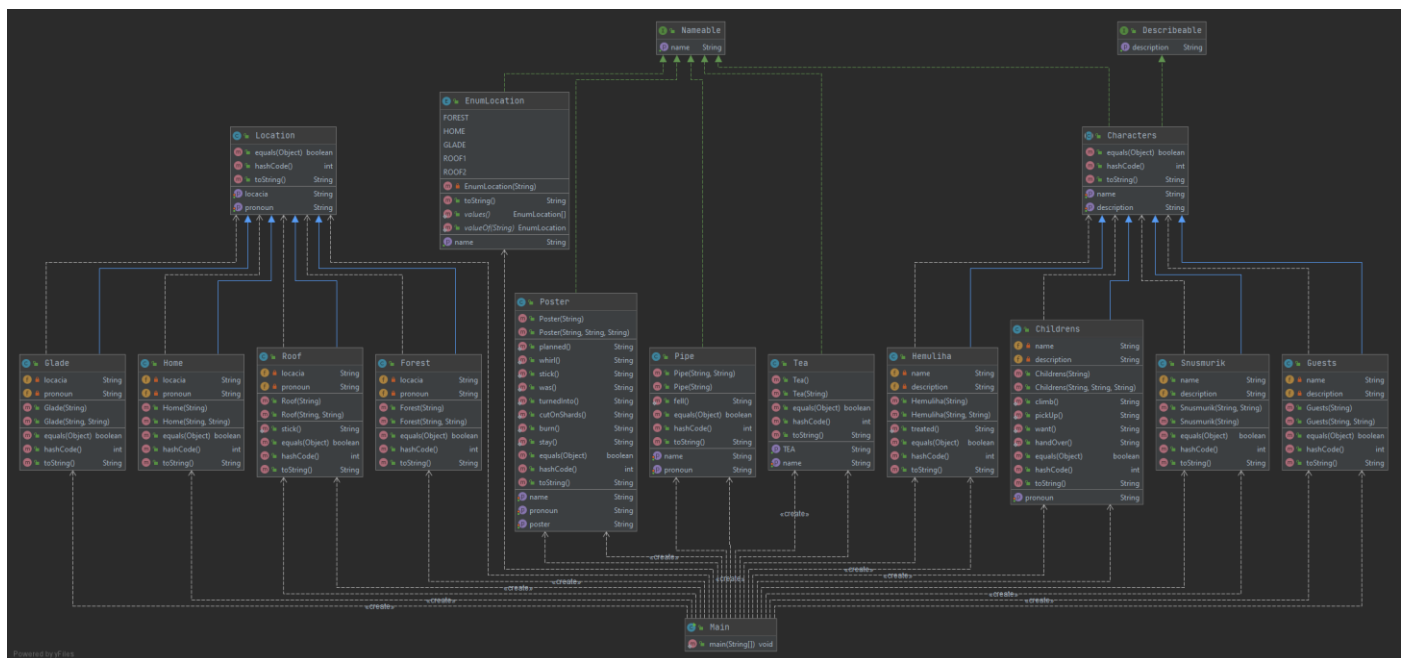 Nameable
name String
Describeable
description String
EnumLocation
FOREST
HOME
GLADE
ROOF1
ROOF2
EnumLocation(String)
toString() String
values() EnumLocation[]
valueOf(String) EnumLocation
name String
Location
equals(Object) boolean
hashCode() int
toString() String
locacia String
pronoun String
Characters
equals(Object) boolean
hashCode() int
toString() String
name String
description String
Glade
locacia String
pronoun String
Glade(String)
Glade(String, String)
equals(Object) boolean
hashCode() int
toString() String
Home
locacia String
pronoun String
Home(String)
Home(String, String)
equals(Object) boolean
hashCode() int
toString() String
Roof
locacia String
pronoun String
Roof(String)
Roof(String, String)
stick() String
equals(Object) boolean
hashCode() int
toString() String
Forest
locacia String
pronoun String
Forest(String)
Forest(String, String)
equals(Object) boolean
hashCode() int
toString() String
Poster
Poster(String)
Poster(String, String, String)
planned() String
whirl() String
stick() String
was() String
turnedInto() String
cutOnShards() String
burn() String
stay() String
equals(Object) boolean
hashCode() int
toString() String
name String
pronoun String
poster String
Pipe
Pipe(String, String)
Pipe(String)
fell() String
equals(Object) boolean
hashCode() int
toString() String
name String
pronoun String
Tea
Tea()
Tea(String)
equals(Object) boolean
hashCode() int
toString() String
TEA String
name String
Hemuliha
name String
description String
Hemuliha(String)
Hemuliha(String, String)
treated() String
equals(Object) boolean
hashCode() int
toString() String
Childrens
name String
description String
Childrens(String)
Childrens(String, String, String)
climb() String
pickUp() String
want() String
handOver() String
equals(Object) boolean
hashCode() int
toString() String
pronoun String
Snusmurik
name String
description String
Snusmurik(String, String)
Snusmurik(String)
equals(Object) boolean
hashCode() int
toString() String
Guests
name String
description String
Guests(String)
Guests(String, String)
equals(Object) boolean
hashCode() int
toString() String
«create»
«create»
«create»
«create»
«create»
«create»
«create»
«create»
«create»
«create»
«create»
«create»
Main
main(String[]) void
Powered by yFiles